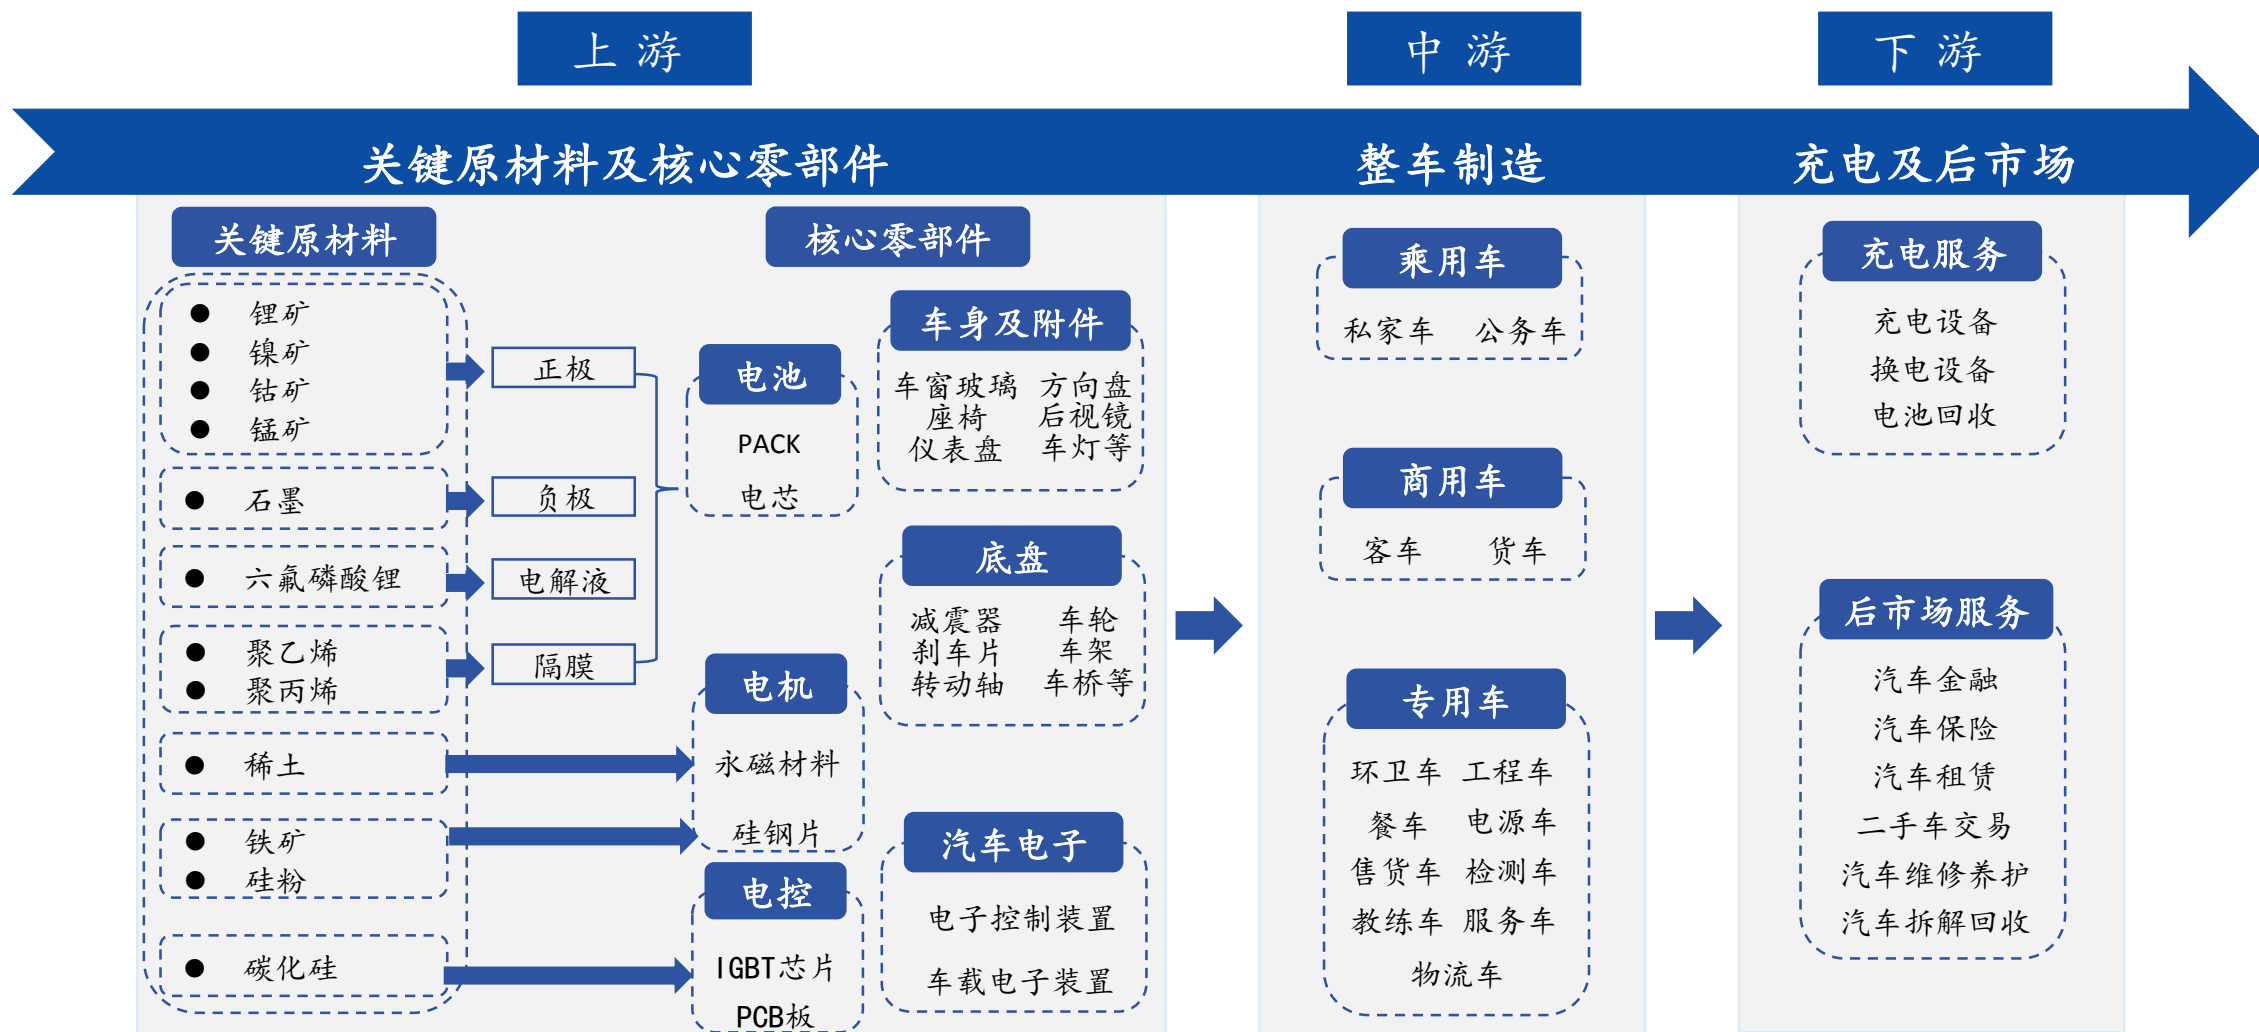 上 游
中 游
下 游
关键原材料及核心零部件
整车制造
充电及后市场
关键原材料
锂矿
镍矿
钴矿
锰矿
石墨
六氟磷酸锂
聚乙烯
聚丙烯
稀土
铁矿
硅粉
碳化硅
正极
负极
电解液
隔膜
核心零部件
电池
PACK
电芯
电机
永磁材料
硅钢片
电控
IGBT芯片
PCB板
车身及附件
车窗玻璃 方向盘
座椅 后视镜
仪表盘 车灯等
底盘
减震器 车轮
刹车片 车架
转动轴 车桥等
汽车电子
电子控制装置
车载电子装置
乘用车
私家车 公务车
商用车
客车 货车
专用车
环卫车 工程车
餐车 电源车
售货车 检测车
教练车 服务车
物流车
充电服务
充电设备
换电设备
电池回收
后市场服务
汽车金融
汽车保险
汽车租赁
二手车交易
汽车维修养护
汽车拆解回收